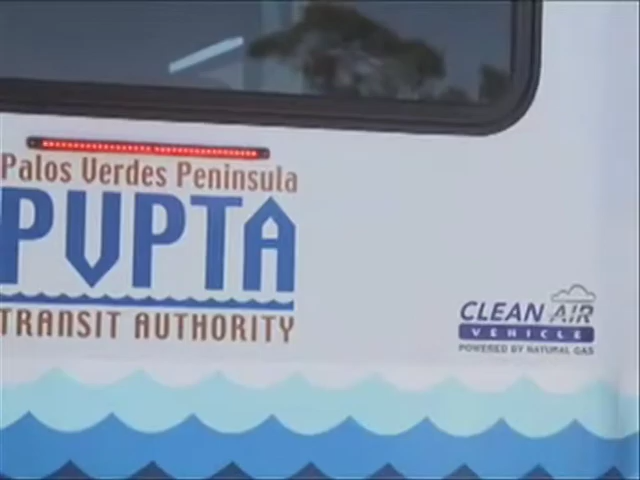 Palos Verdes Peninsula
PVPTA
TRANSIT AUTHORITY
CLEAN AIR
VEHICLE
POWERED BY NATURAL GAS